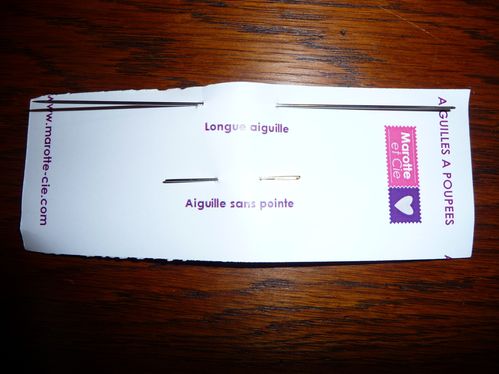 www.marotte-cie.com
Longue aiguille
Aiguille sans pointe
Marotte
et Cie
AIGUILLES A POUPEES